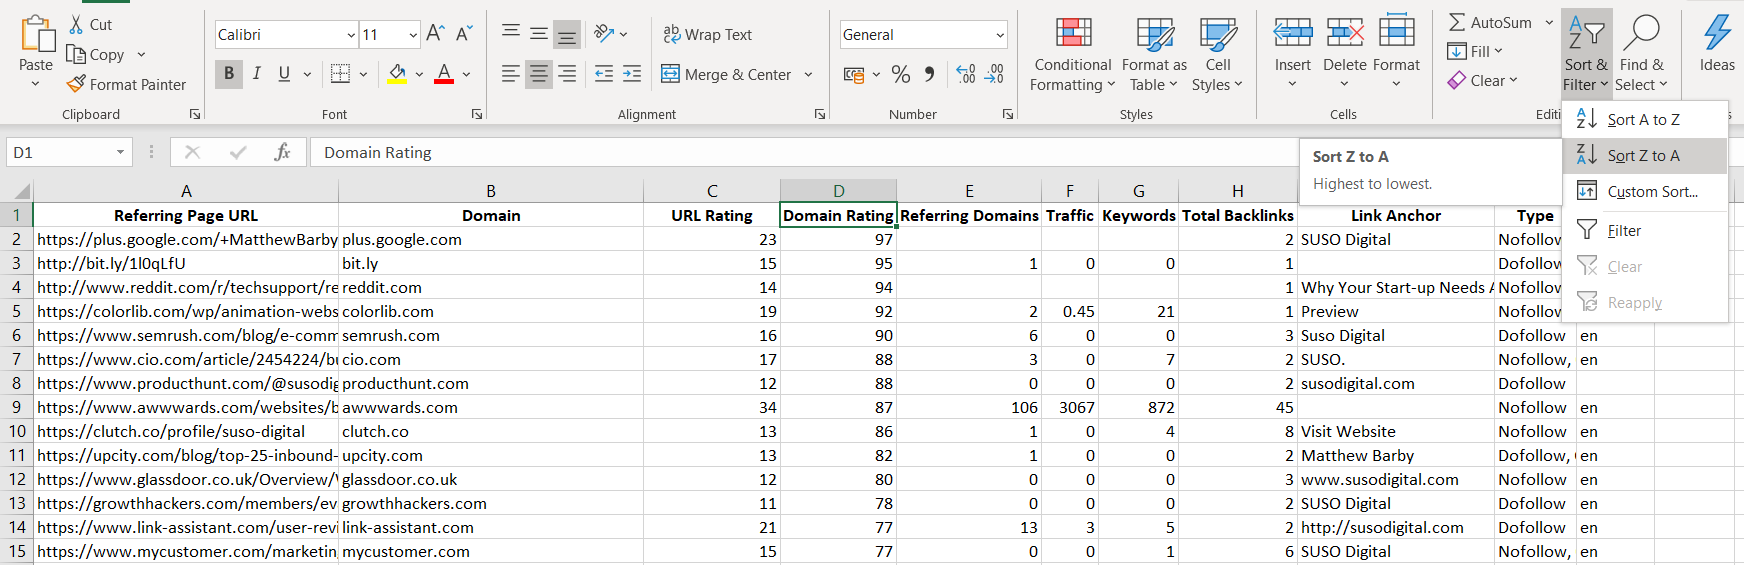 Cut
Copy
Format Painter
Paste
Clipboard
Calibri 11 A A
B I U A
Font
ab Wrap Text
Merge & Center
Alignment
General
% 9 .00 .00
Number
Conditional Formatting
Format as Table
Cell Styles
Styles
Insert Delete Format
Cells
AutoSum
Fill
Clear
Sort & Filter
Find & Select
Editi
Ideas
Sort A to Z
Sort Z to A
Custom Sort...
Filter
Clear
Reapply
Sort Z to A
Highest to lowest.
D1 fx Domain Rating
A B C D E F G H
1 Referring Page URL Domain URL Rating Domain Rating Referring Domains Traffic Keywords Total Backlinks Link Anchor Type
2 https://plus.google.com/+MatthewBarby plus.google.com 23 97 2 SUSO Digital Nofollow
3 http://bit.ly/1l0qLfU bit.ly 15 95 1 0 0 1 Dofollow
4 http://www.reddit.com/r/techsupport/re reddit.com 14 94 1 Why Your Start-up Needs A Nofollow
5 https://colorlib.com/wp/animation-webs colorlib.com 19 92 2 0.45 21 1 Preview Nofollow
6 https://www.semrush.com/blog/e-comm semrush.com 16 90 6 0 0 3 Suso Digital Dofollow en
7 https://www.cio.com/article/2454224/bu cio.com 17 88 3 0 7 2 SUSO. Nofollow, en
8 https://www.producthunt.com/@susodig producthunt.com 12 88 0 0 0 2 susodigital.com Dofollow
9 https://www.awwwards.com/websites/b awwwards.com 34 87 106 3067 872 45 Nofollow en
10 https://clutch.co/profile/suso-digital clutch.co 13 86 1 0 4 8 Visit Website Nofollow en
11 https://upcity.com/blog/top-25-inbound- upcity.com 13 82 1 0 0 2 Matthew Barby Dofollow, en
12 https://www.glassdoor.co.uk/Overview/W glassdoor.co.uk 12 80 0 0 0 3 www.susodigital.com Nofollow en
13 https://growthhackers.com/members/ev growthhackers.com 11 78 0 0 0 2 SUSO Digital Dofollow en
14 https://www.link-assistant.com/user-revi link-assistant.com 21 77 13 3 5 2 http://susodigital.com Dofollow en
15 https://www.mycustomer.com/marketin mycustomer.com 15 77 0 0 1 6 SUSO Digital Nofollow, en